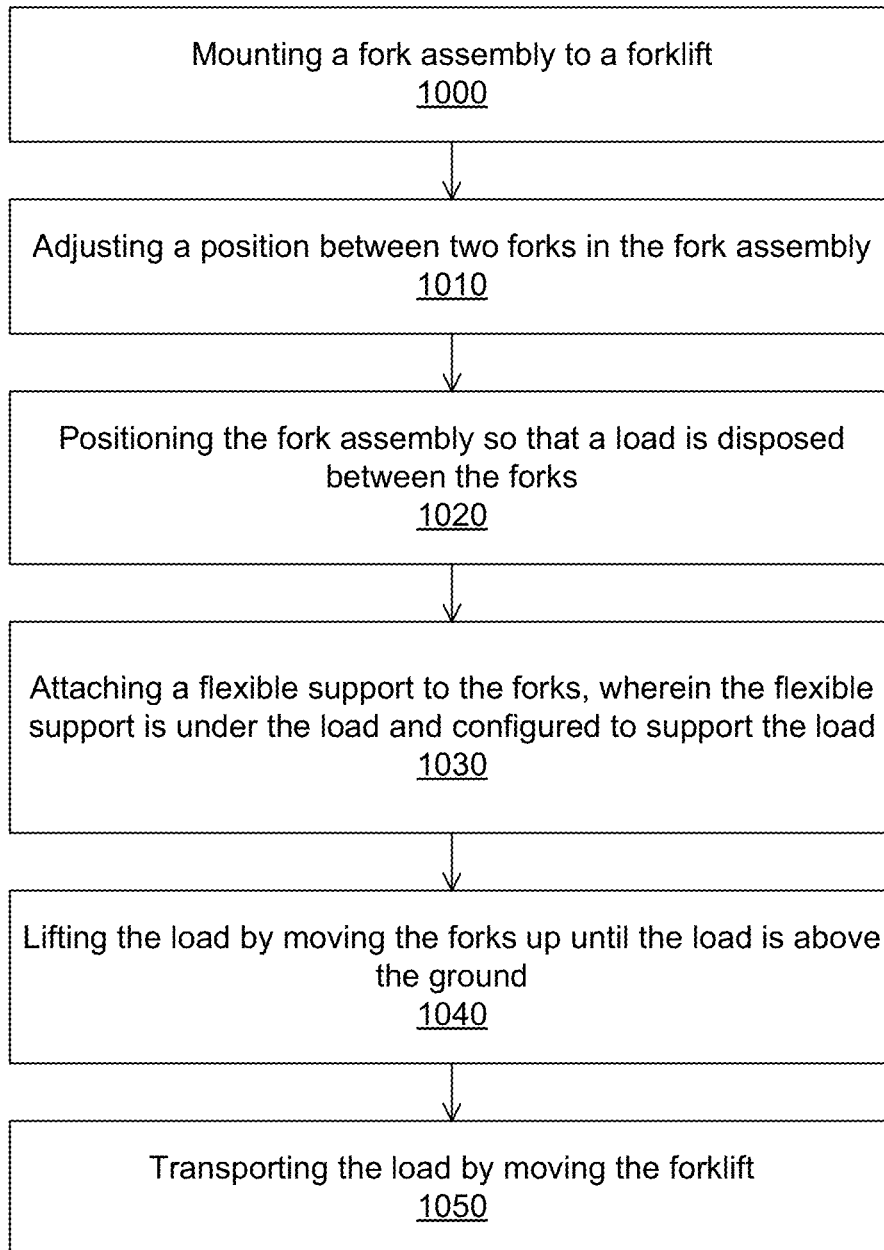 Mounting a fork assembly to a forklift
1000
Adjusting a position between two forks in the fork assembly
1010
Positioning the fork assembly so that a load is disposed
between the forks
1020
Attaching a flexible support to the forks, wherein the flexible
support is under the load and configured to support the load
1030
Lifting the load by moving the forks up until the load is above
the ground
1040
Transporting the load by moving the forklift
1050